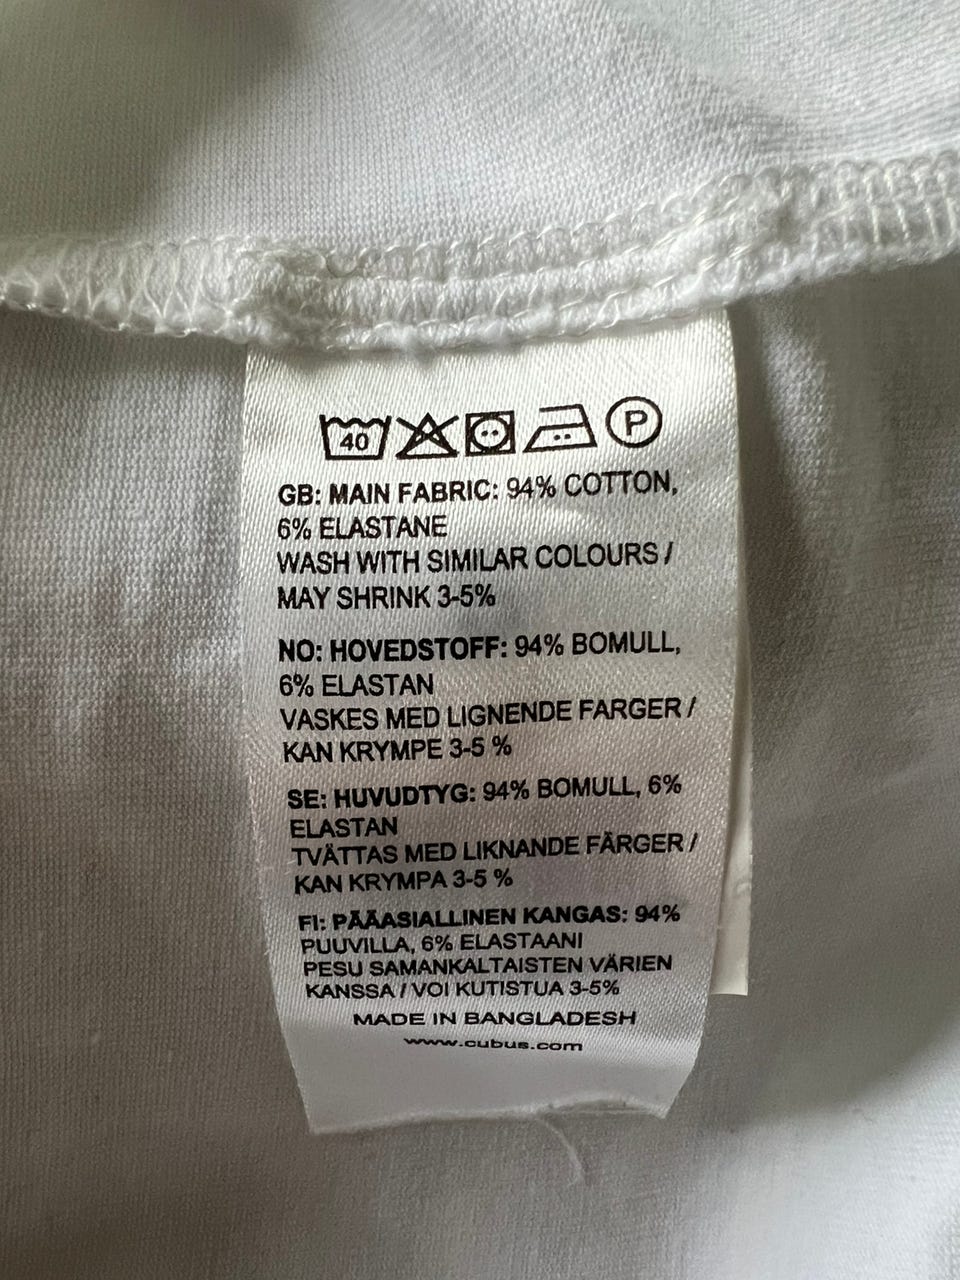 40 P
GB: MAIN FABRIC: 94% COTTON,
6% ELASTANE
WASH WITH SIMILAR COLOURS /
MAY SHRINK 3-5%
NO: HOVEDSTOFF: 94% BOMULL,
6% ELASTAN
VASKES MED LIGNENDE FARGER /
KAN KRYMPE 3-5 %
SE: HUVUDTYG: 94% BOMULL, 6%
ELASTAN
TVÄTTAS MED LIKNANDE FÄRGER /
KAN KRYMPA 3-5 %
FI: PÄÄASIALLINEN KANGAS: 94%
PUUVILLA, 6% ELASTAANI
PESU SAMANKALTAISTEN VÄRIEN
KANSSA / VOI KUTISTUA 3-5%
MADE IN BANGLADESH
www.cubus.com